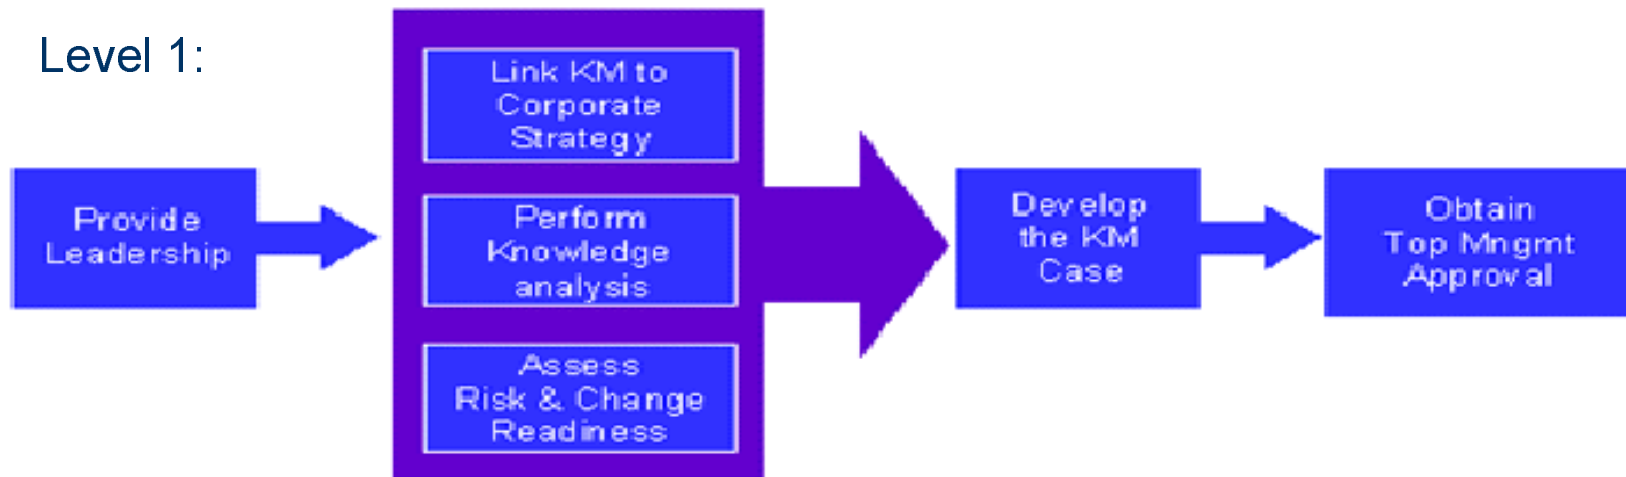 Level 1:
Provide
Leadership
Link KM to
Corporate
Strategy
Perform
Knowledge
analysis
Assess
Risk & Change
Readiness
Develop
the KM
Case
Obtain
Top Mngmt
Approval